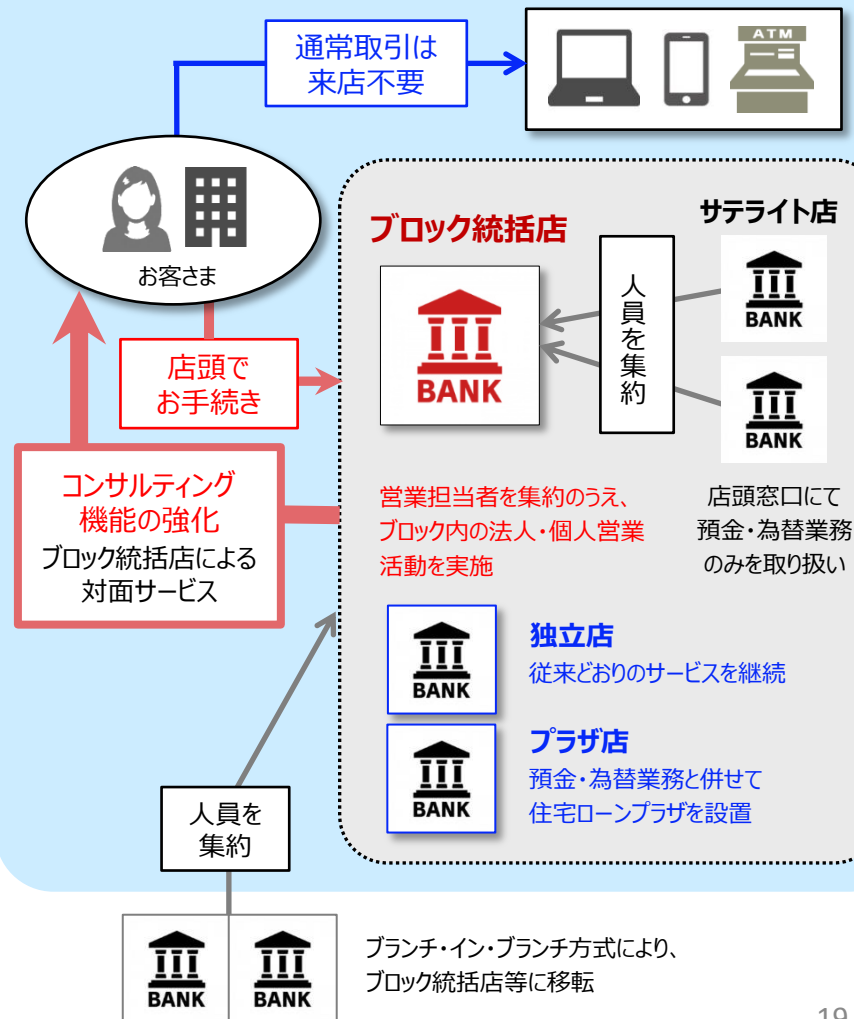 通常取引は
来店不要
ATM
お客さま
ブロック統括店
サテライト店
BANK
人員を集約
BANK
BANK
店頭で
お手続き
コンサルティング
機能の強化
ブロック統括店による
対面サービス
営業担当者を集約のうえ、
ブロック内の法人・個人営業
活動を実施
店頭窓口にて
預金・為替業務
のみを取り扱い
BANK
独立店
従来どおりのサービスを継続
BANK
プラザ店
預金・為替業務と併せて
住宅ローンプラザを設置
人員を
集約
BANK
BANK
ブランチ・イン・ブランチ方式により、
ブロック統括店等に移転
19